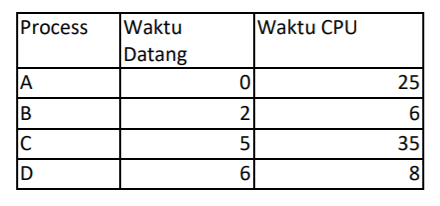 Process Waktu Datang Waktu CPU
A 0 25
B 2 6
C 5 35
D 6 8